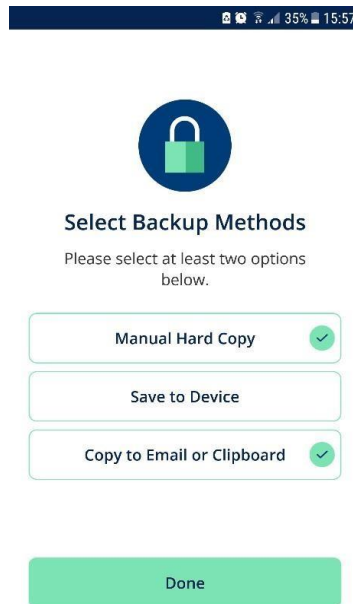 35% 15:57
Select Backup Methods
Please select at least two options
below.
Manual Hard Copy
Save to Device
Copy to Email or Clipboard
Done